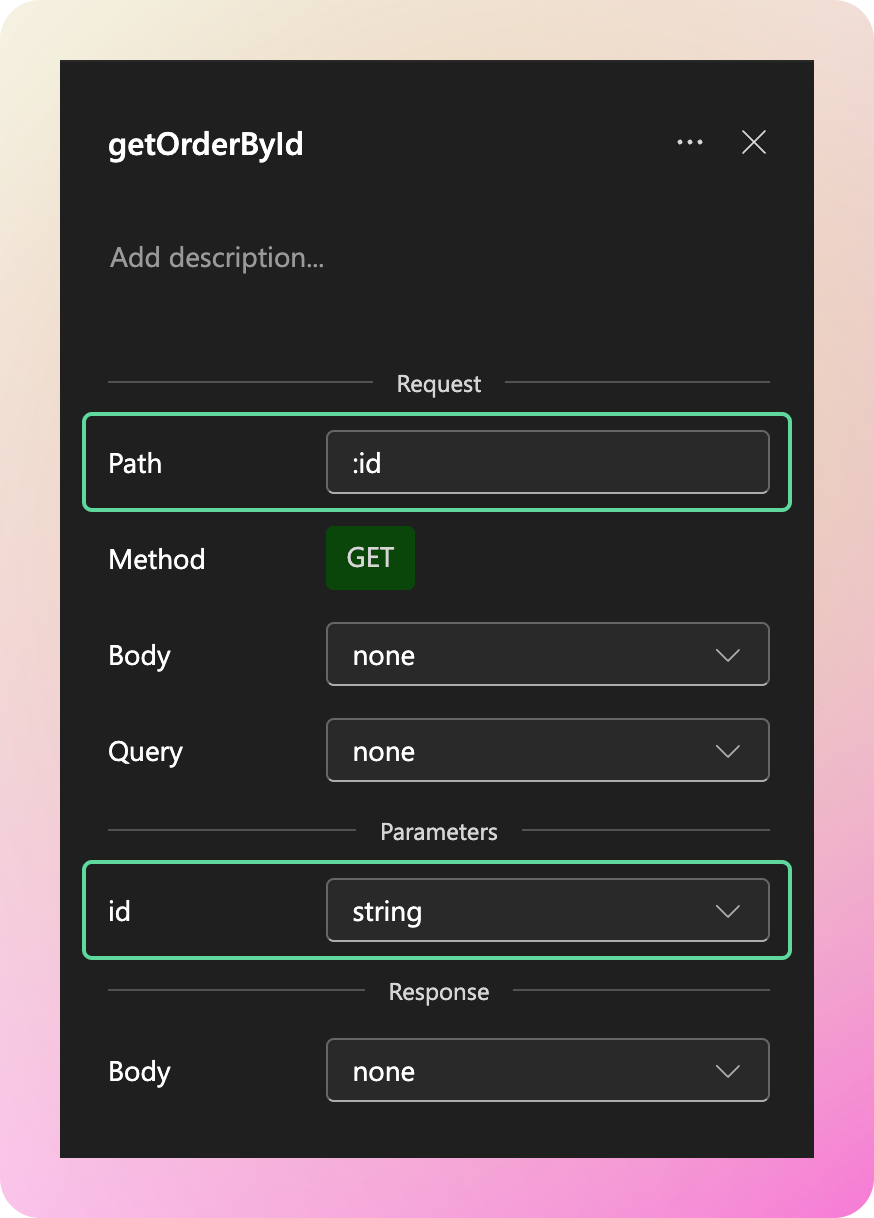 getOrderById
Add description...
Request
Path :id
Method GET
Body none
Query none
Parameters
id string
Response
Body none